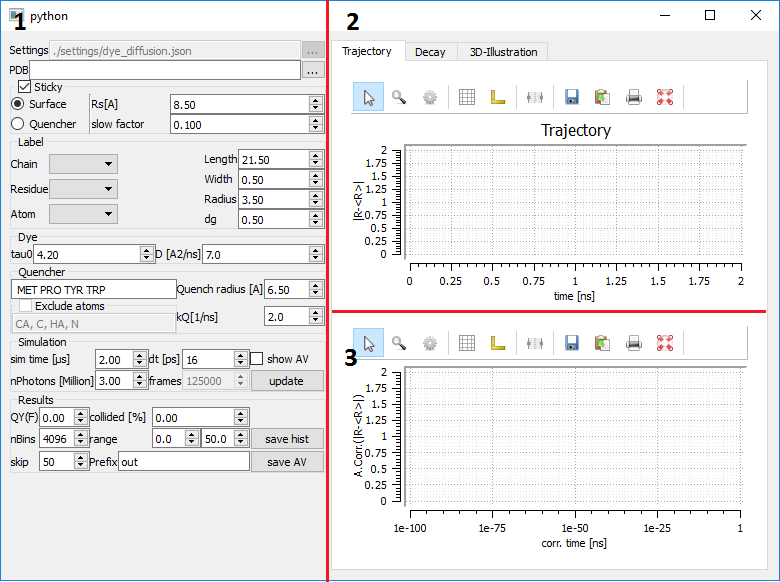 1 python
Settings ./settings/dye_diffusion.json ...
PDB ...
Sticky
Surface Rs[A] 8.50
Quencher slow factor 0.100
Label
Chain Length 21.50
Width 0.50
Residue Radius 3.50
Atom dg 0.50
Dye
tau0 4.20 D [A2/ns] 7.0
Quencher
MET PRO TYR TRP Quench radius [A] 6.50
Exclude atoms
CA, C, HA, N kQ[1/ns] 2.0
Simulation
sim time [µs] 2.00 dt [ps] 16 show AV
nPhotons [Million] 3.00 frames 125000 update
Results
QY(F) 0.00 collided [%] 0.00
nBins 4096 range 0.0 50.0 save hist
skip 50 Prefix out save AV
2
Trajectory Decay 3D-Illustration
Trajectory
|R-<R>|
2
1.75
1.5
1.25
1
0.75
0.5
0.25
0
0 0.25 0.5 0.75 1 1.25 1.5 1.75 2
time [ns]
3
A.Corr.(|R-<R>|)
2
1.75
1.5
1.25
1
0.75
0.5
0.25
0
1e-100 1e-75 1e-50 1e-25 1
corr. time [ns]